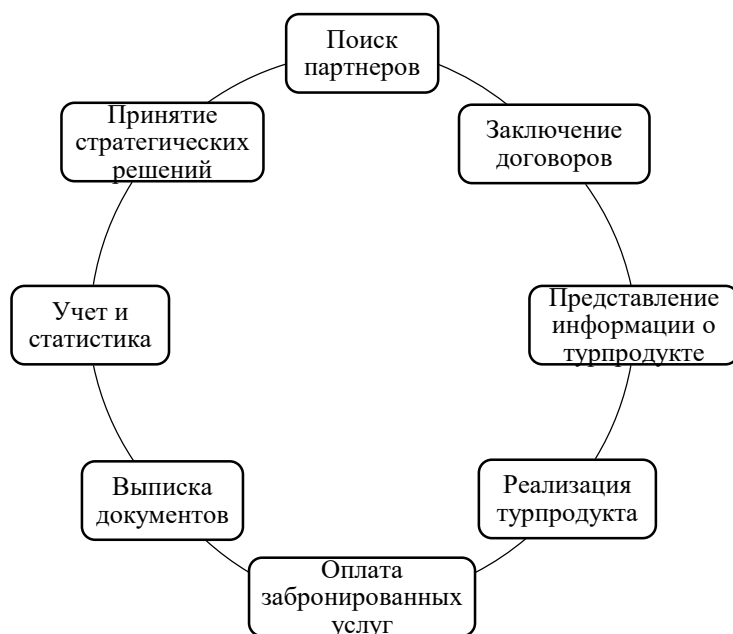 Поиск
партнеров
Заключение
договоров
Представление
информации о
турпродукте
Реализация
турпродукта
Оплата
забронированных
услуг
Выписка
документов
Учет и
статистика
Принятие
стратегических
решений